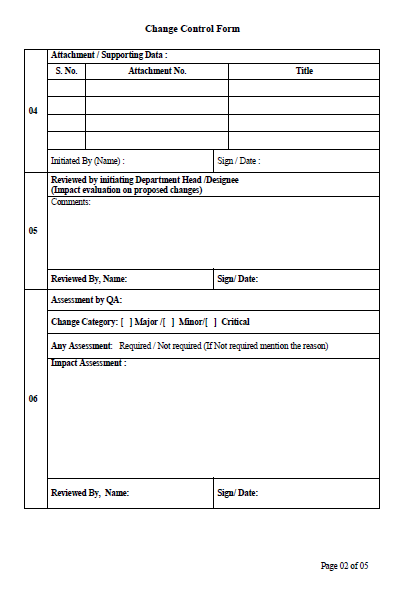 Change Control Form
Attachment / Supporting Data :
S. No. Attachment No. Title
04
Initiated By (Name) : Sign / Date :
Reviewed by initiating Department Head /Designee
(Impact evaluation on proposed changes)
Comments:
05
Reviewed By, Name: Sign/ Date:
Assessment by QA:
Change Category: [ ] Major /[ ] Minor/[ ] Critical
Any Assessment: Required / Not required (If Not required mention the reason)
Impact Assessment :
06
Reviewed By, Name: Sign/ Date:
Page 02 of 05